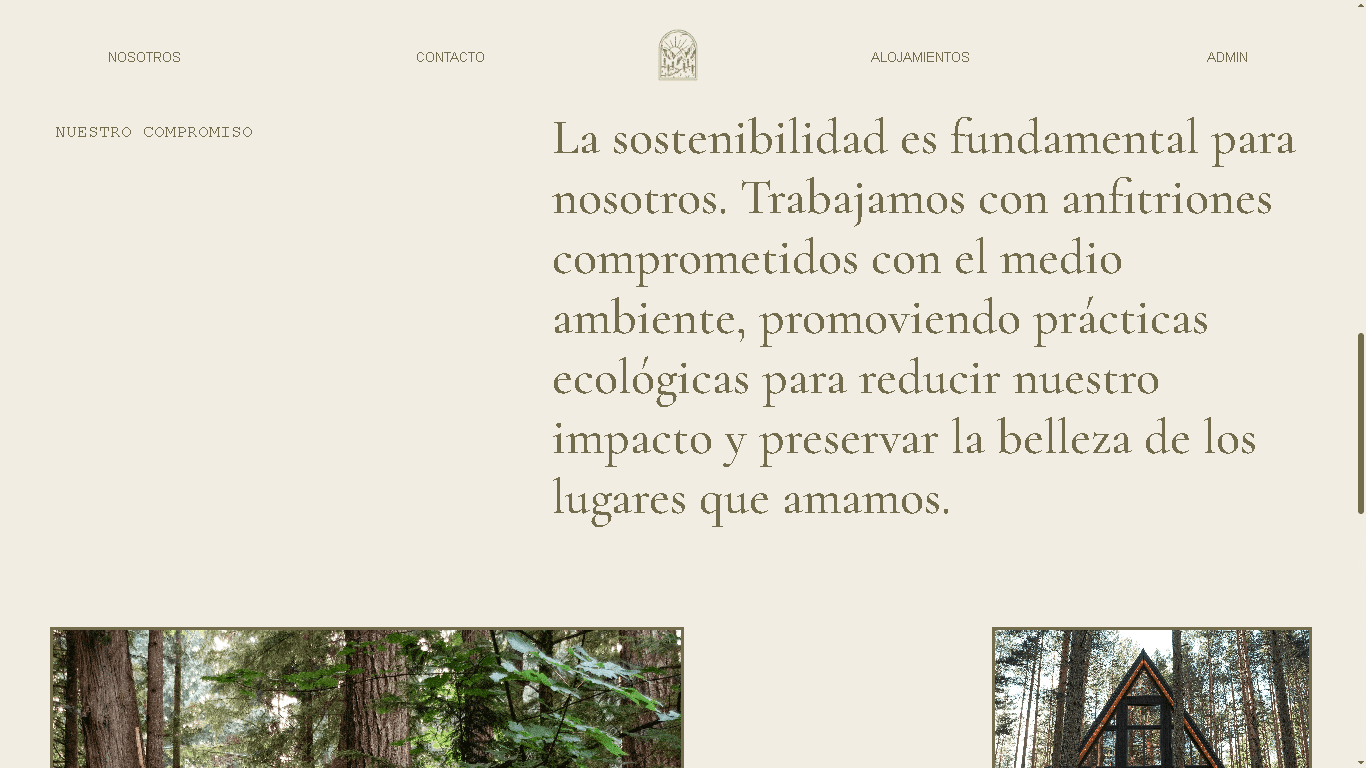 NOSOTROS
CONTACTO
ALOJAMIENTOS
ADMIN
NUESTRO COMPROMISO
La sostenibilidad es fundamental para
nosotros. Trabajamos con anfitriones
comprometidos con el medio
ambiente, promoviendo prácticas
ecológicas para reducir nuestro
impacto y preservar la belleza de los
lugares que amamos.